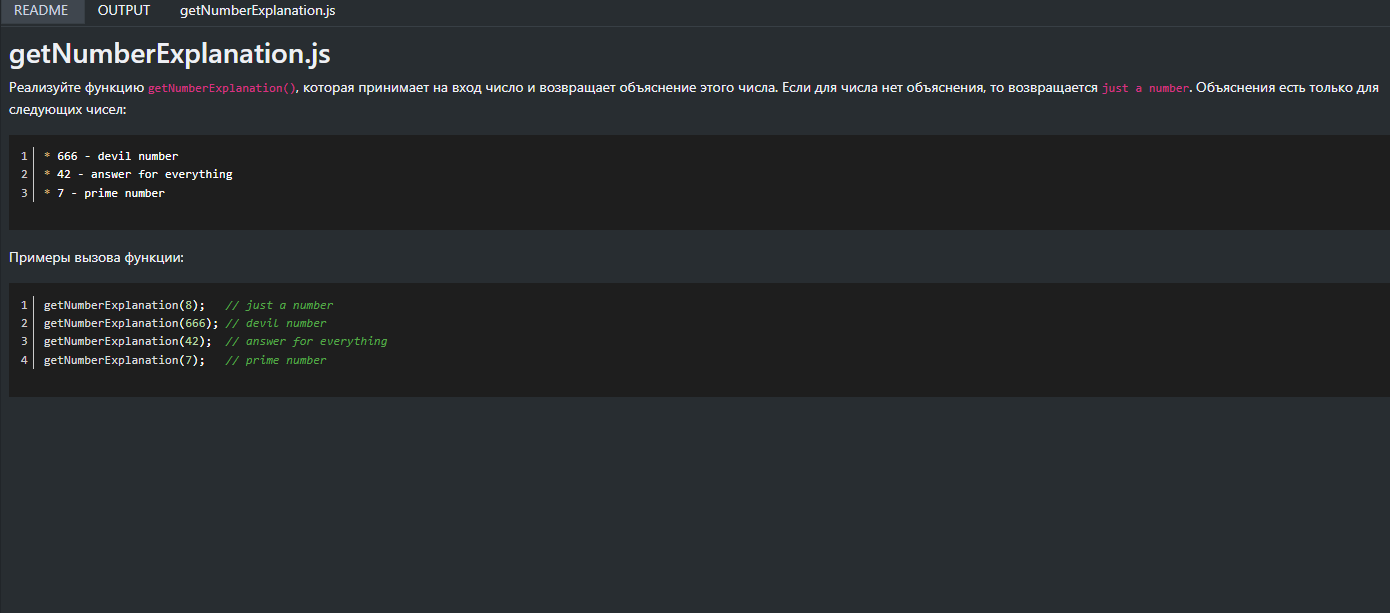 README OUTPUT getNumberExplanation.js
getNumberExplanation.js
Реализуйте функцию getNumberExplanation(), которая принимает на вход число и возвращает объяснение этого числа. Если для числа нет объяснения, то возвращается just a number. Объяснения есть только для
следующих чисел:
1 * 666 - devil number
2 * 42 - answer for everything
3 * 7 - prime number
Примеры вызова функции:
1 getNumberExplanation(8);   // just a number
2 getNumberExplanation(666); // devil number
3 getNumberExplanation(42);  // answer for everything
4 getNumberExplanation(7);   // prime number